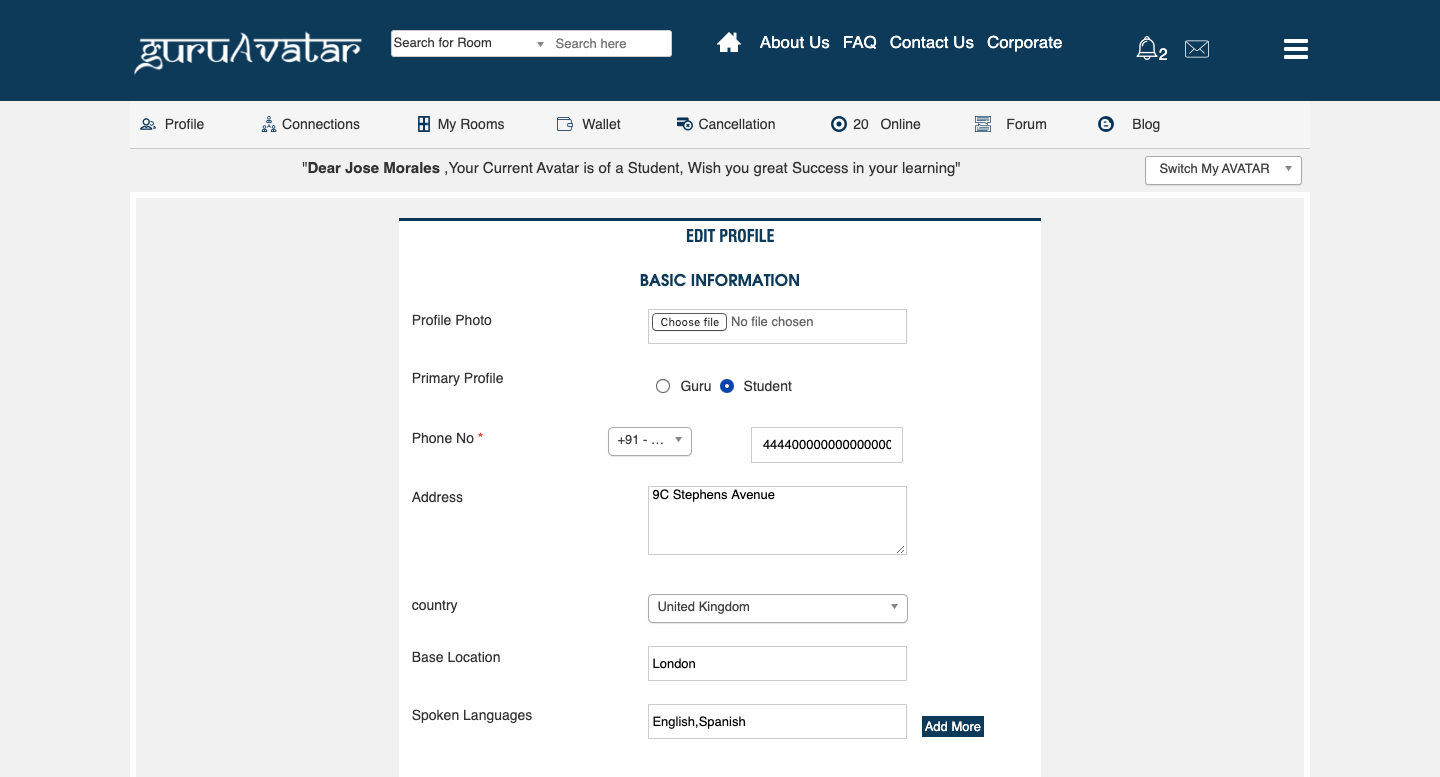 guruAvatar
Search for Room Search here
About Us FAQ Contact Us Corporate
2
Profile Connections My Rooms Wallet Cancellation 20 Online Forum Blog
"Dear Jose Morales ,Your Current Avatar is of a Student, Wish you great Success in your learning"
Switch My AVATAR
EDIT PROFILE
BASIC INFORMATION
Profile Photo Choose file No file chosen
Primary Profile Guru Student
Phone No * +91 - ... 444400000000000000
Address 9C Stephens Avenue
country United Kingdom
Base Location London
Spoken Languages English,Spanish Add More